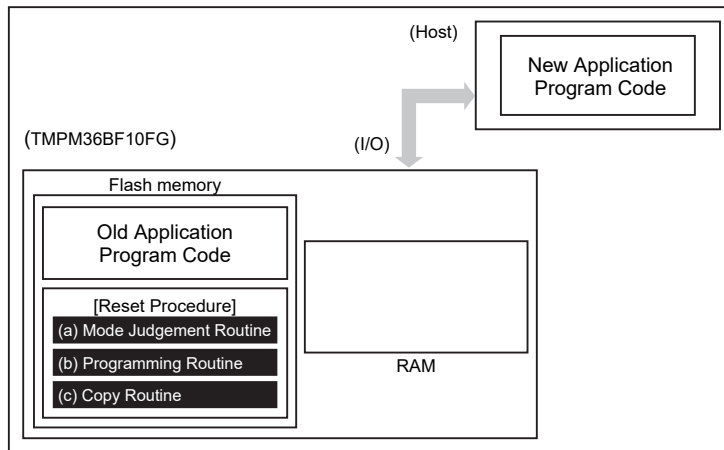 (Host)
New Application
Program Code
(TMPM36BF10FG)
(I/O)
Flash memory
Old Application
Program Code
[Reset Procedure]
(a) Mode Judgement Routine
(b) Programming Routine
(c) Copy Routine
RAM